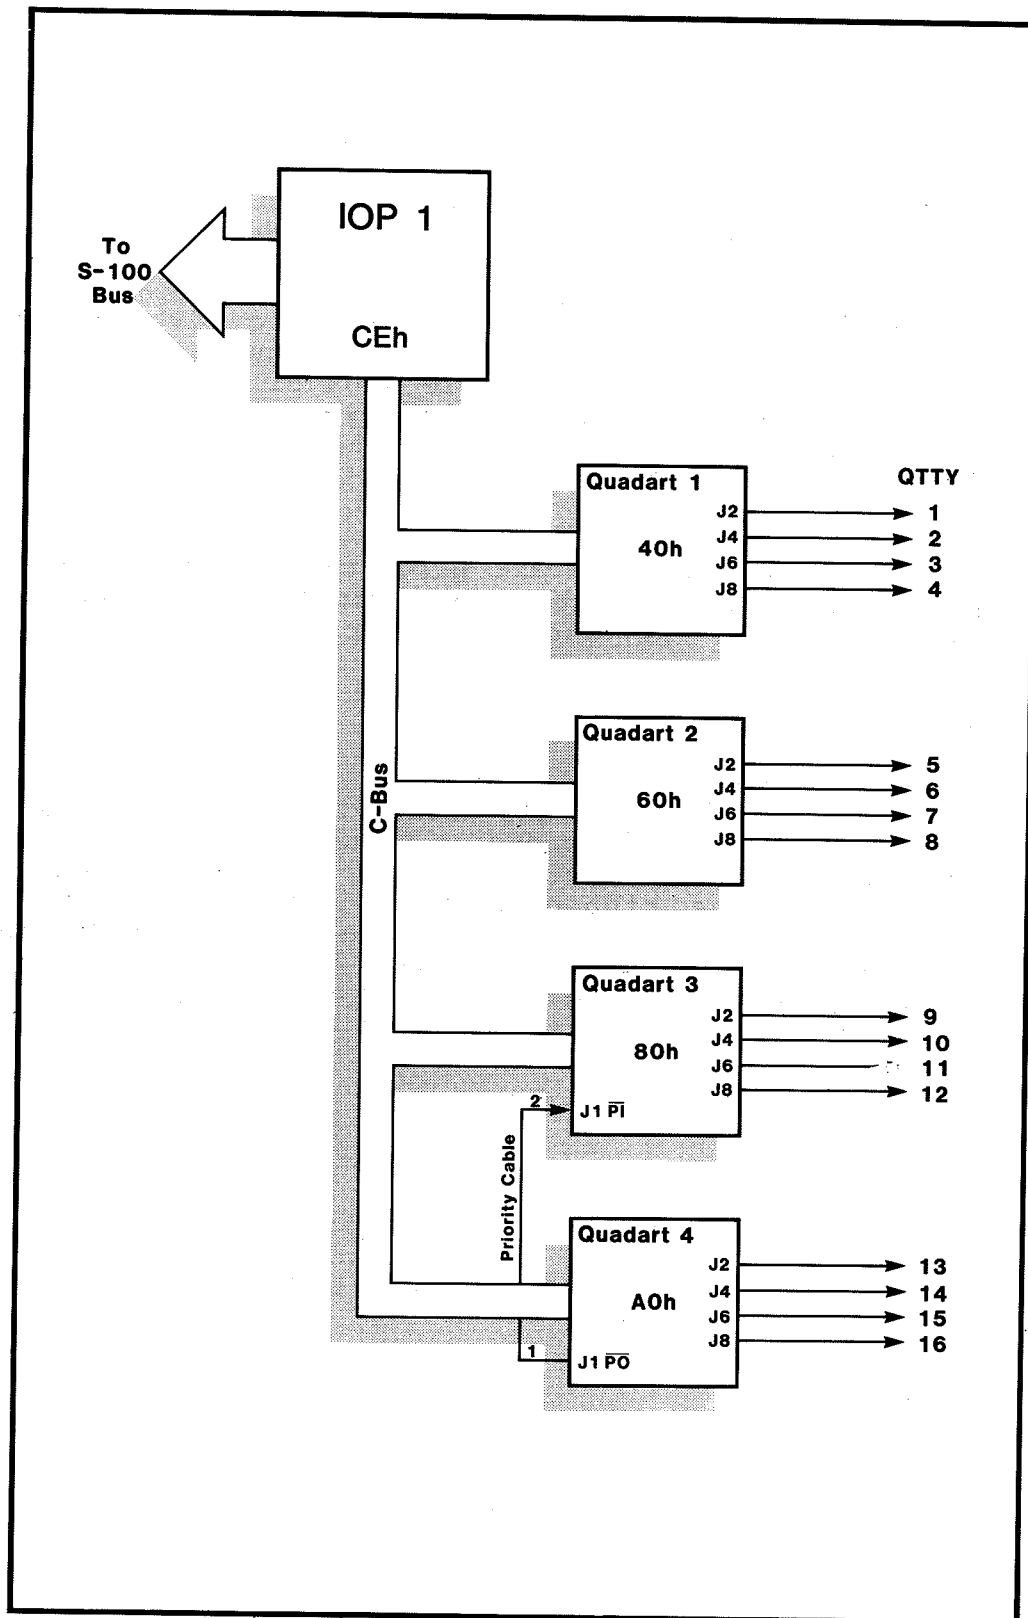 IOP 1
To
S-100
Bus
CEh
C-Bus
QTTY
Quadart 1
40h
J2 1
J4 2
J6 3
J8 4
Quadart 2
60h
J2 5
J4 6
J6 7
J8 8
Quadart 3
80h
J2 9
J4 10
J6 11
J8 12
2
J1 P̅I̅
Priority Cable
Quadart 4
A0h
J2 13
J4 14
J6 15
J8 16
1
J1 P̅O̅